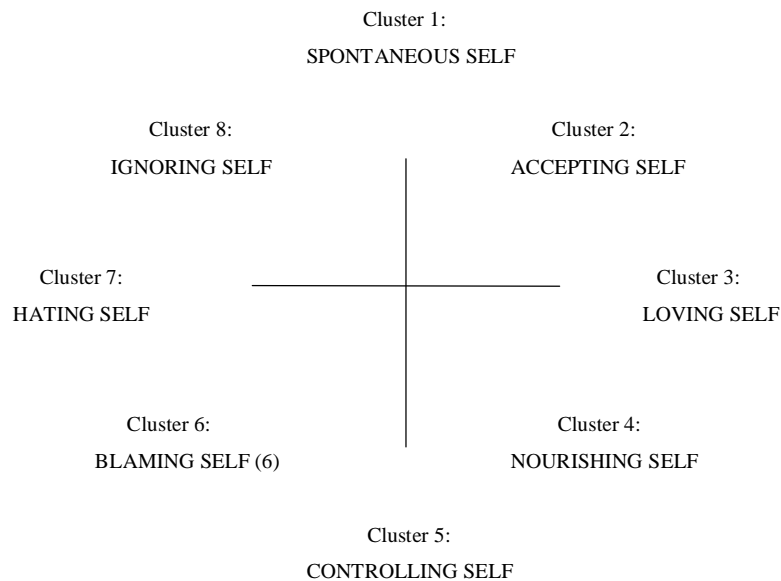 Cluster 1:
SPONTANEOUS SELF
Cluster 8:
IGNORING SELF
Cluster 2:
ACCEPTING SELF
Cluster 7:
HATING SELF
Cluster 3:
LOVING SELF
Cluster 6:
BLAMING SELF (6)
Cluster 4:
NOURISHING SELF
Cluster 5:
CONTROLLING SELF